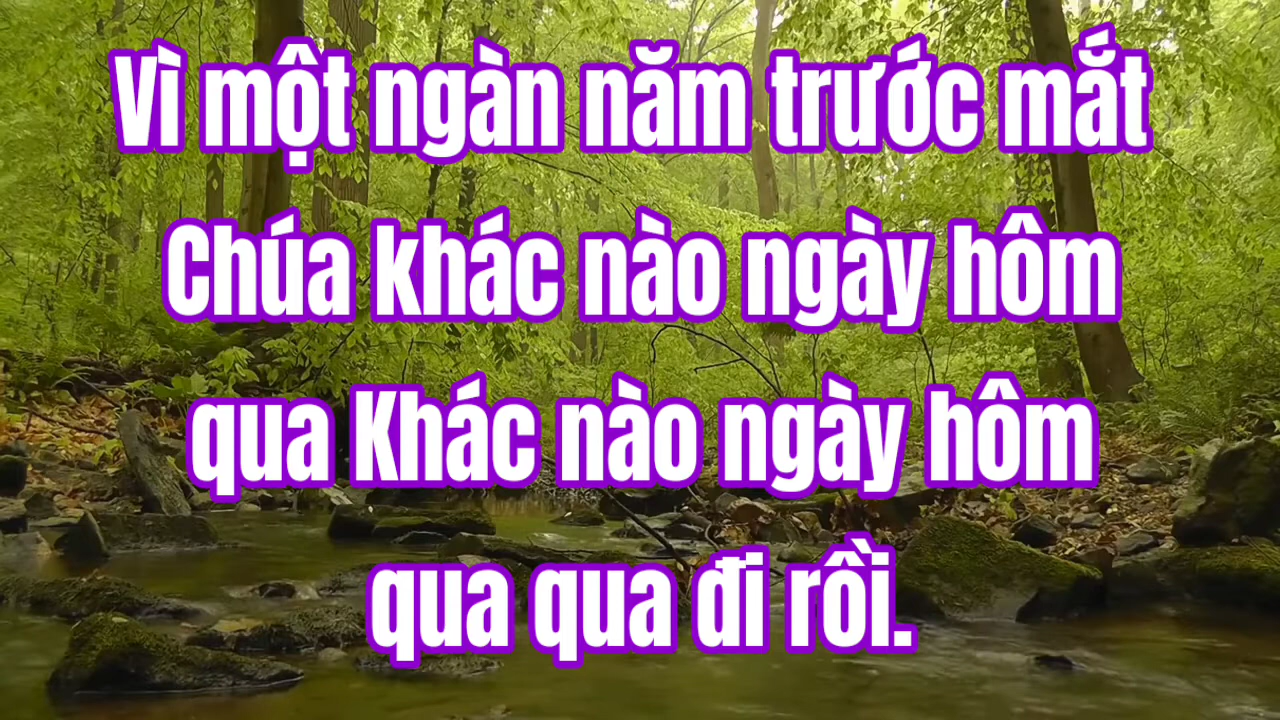 Vì một ngàn năm trước mắt
Chúa khác nào ngày hôm
qua Khác nào ngày hôm
qua qua đi rồi.